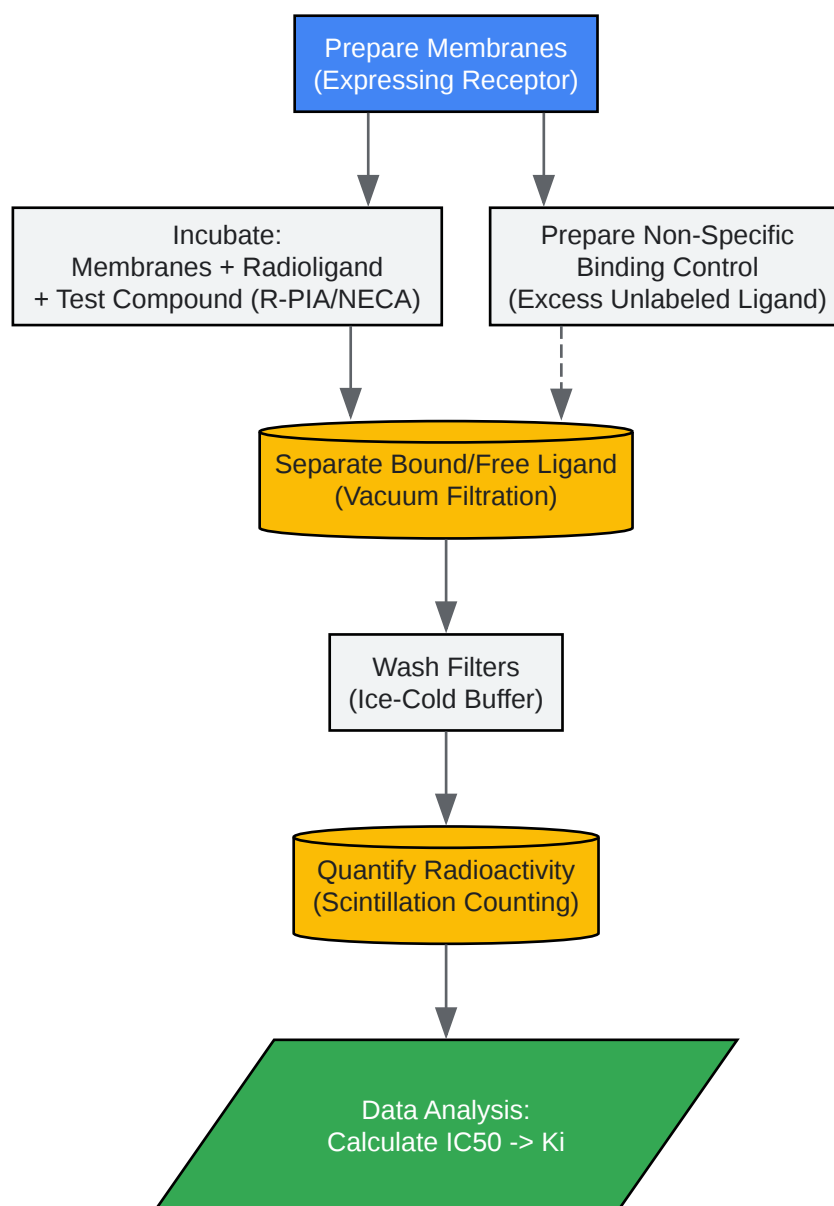 Prepare Membranes
(Expressing Receptor)
Incubate:
Membranes + Radioligand
+ Test Compound (R-PIA/NECA)
Prepare Non-Specific
Binding Control
(Excess Unlabeled Ligand)
Separate Bound/Free Ligand
(Vacuum Filtration)
Wash Filters
(Ice-Cold Buffer)
Quantify Radioactivity
(Scintillation Counting)
Data Analysis:
Calculate IC50 -> Ki